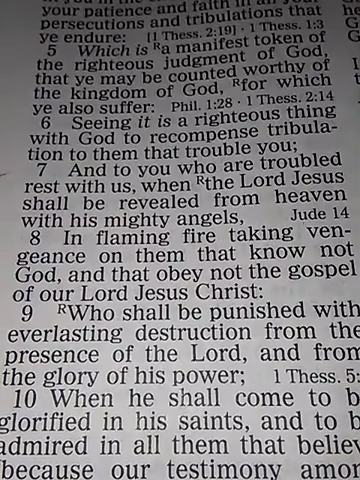 your patience and faith in all your
persecutions and tribulations that
ye endure: [1 Thess. 2:19] · 1 Thess. 1:3
5 Which is Ra manifest token of
the righteous judgment of God,
that ye may be counted worthy of
the kingdom of God, Rfor which
ye also suffer: Phil. 1:28 · 1 Thess. 2:14
6 Seeing it is a righteous thing
with God to recompense tribula-
tion to them that trouble you;
7 And to you who are troubled
rest with us, when Rthe Lord Jesus
shall be revealed from heaven
with his mighty angels, Jude 14
8 In flaming fire taking ven-
geance on them that know not
God, and that obey not the gospel
of our Lord Jesus Christ:
9 RWho shall be punished with
everlasting destruction from the
presence of the Lord, and from
the glory of his power; 1 Thess. 5:
10 When he shall come to b
glorified in his saints, and to b
admired in all them that believ
(because our testimony amon